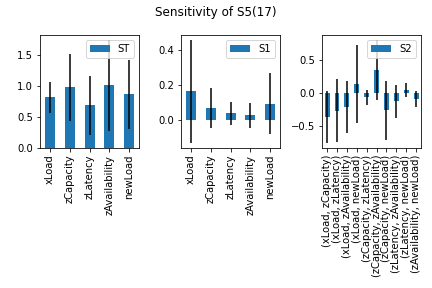 Sensitivity of S5(17)
ST
1.5
1.0
0.5
0.0
xLoad
zCapacity
zLatency
zAvailability
newLoad
S1
0.4
0.2
0.0
xLoad
zCapacity
zLatency
zAvailability
newLoad
S2
0.5
0.0
−0.5
(xLoad, zCapacity)
(xLoad, zLatency)
(xLoad, zAvailability)
(xLoad, newLoad)
(zCapacity, zLatency)
(zCapacity, zAvailability)
(zCapacity, newLoad)
(zLatency, zAvailability)
(zLatency, newLoad)
(zAvailability, newLoad)